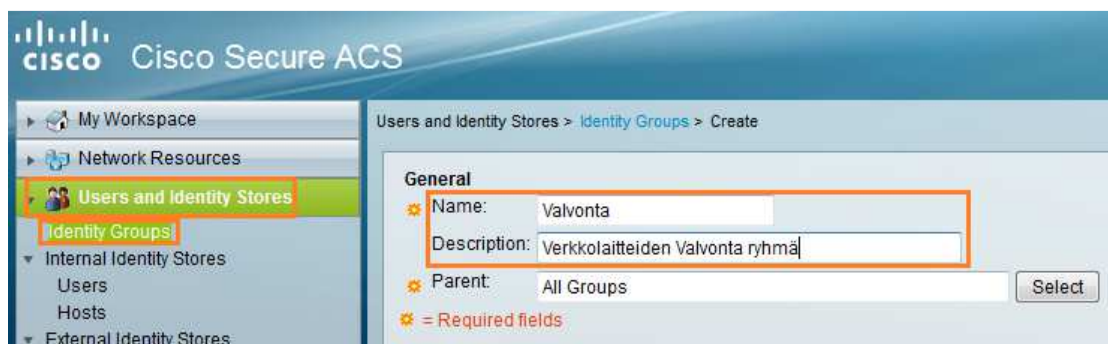 cisco Cisco Secure ACS
My Workspace
Network Resources
Users and Identity Stores
Identity Groups
Internal Identity Stores
Users
Hosts
External Identity Stores
Users and Identity Stores > Identity Groups > Create
General
Name: Valvonta
Description: Verkkolaitteiden Valvonta ryhmä
Parent: All Groups Select
= Required fields